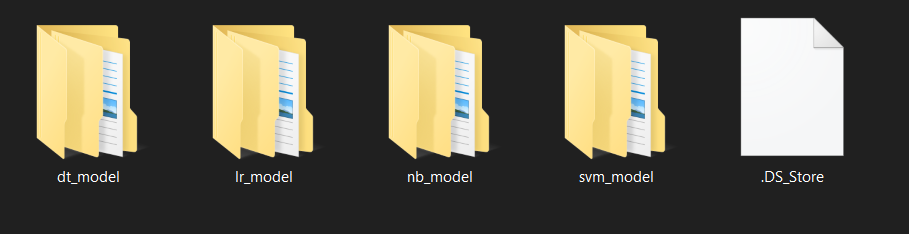 dt_model
lr_model
nb_model
svm_model
.DS_Store